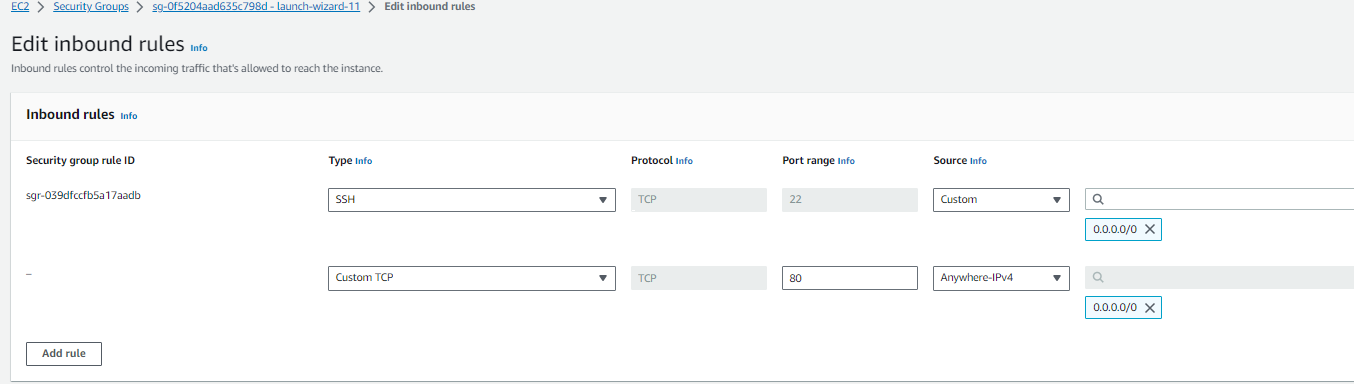 EC2 > Security Groups > sg-0f5204aad635c798d - launch-wizard-11 > Edit inbound rules
Edit inbound rules Info
Inbound rules control the incoming traffic that's allowed to reach the instance.
Inbound rules Info
Security group rule ID Type Info Protocol Info Port range Info Source Info
sgr-039dfccfb5a17aadb SSH TCP 22 Custom
0.0.0.0/0 ×
– Custom TCP TCP 80 Anywhere-IPv4
0.0.0.0/0 ×
Add rule